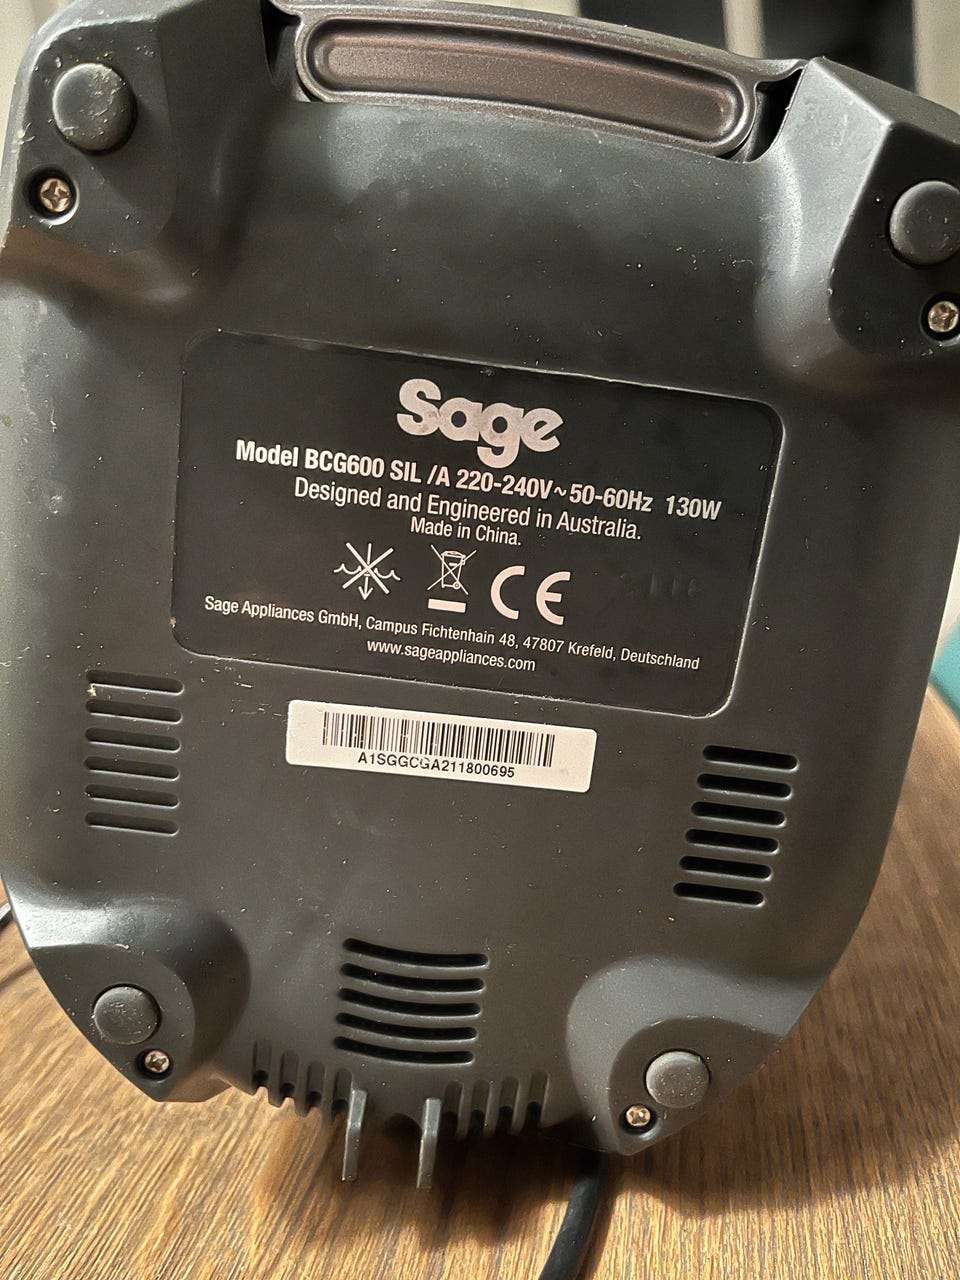 Sage
Model BCG600 SIL /A 220-240V~50-60Hz 130W
Designed and Engineered in Australia.
Made in China.
CE
Sage Appliances GmbH, Campus Fichtenhain 48, 47807 Krefeld, Deutschland
www.sageappliances.com
A1SGGCGA211800695